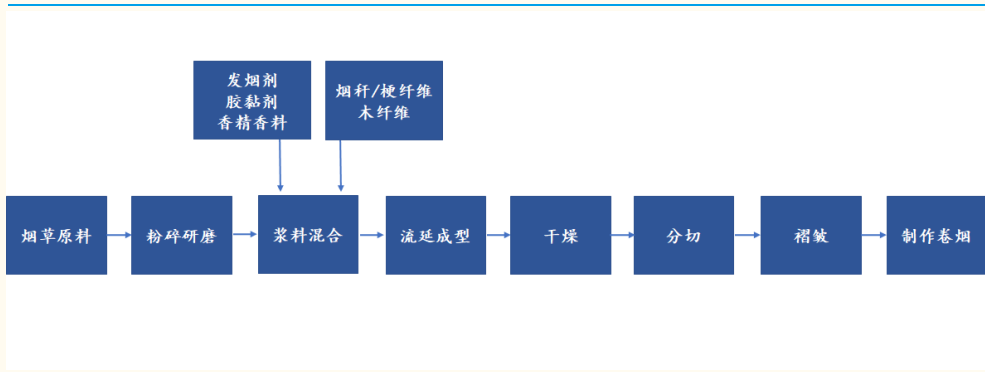 发烟剂
胶黏剂
香精香料
烟秆/梗纤维
木纤维
烟草原料
粉碎研磨
浆料混合
流延成型
干燥
分切
褶皱
制作卷烟